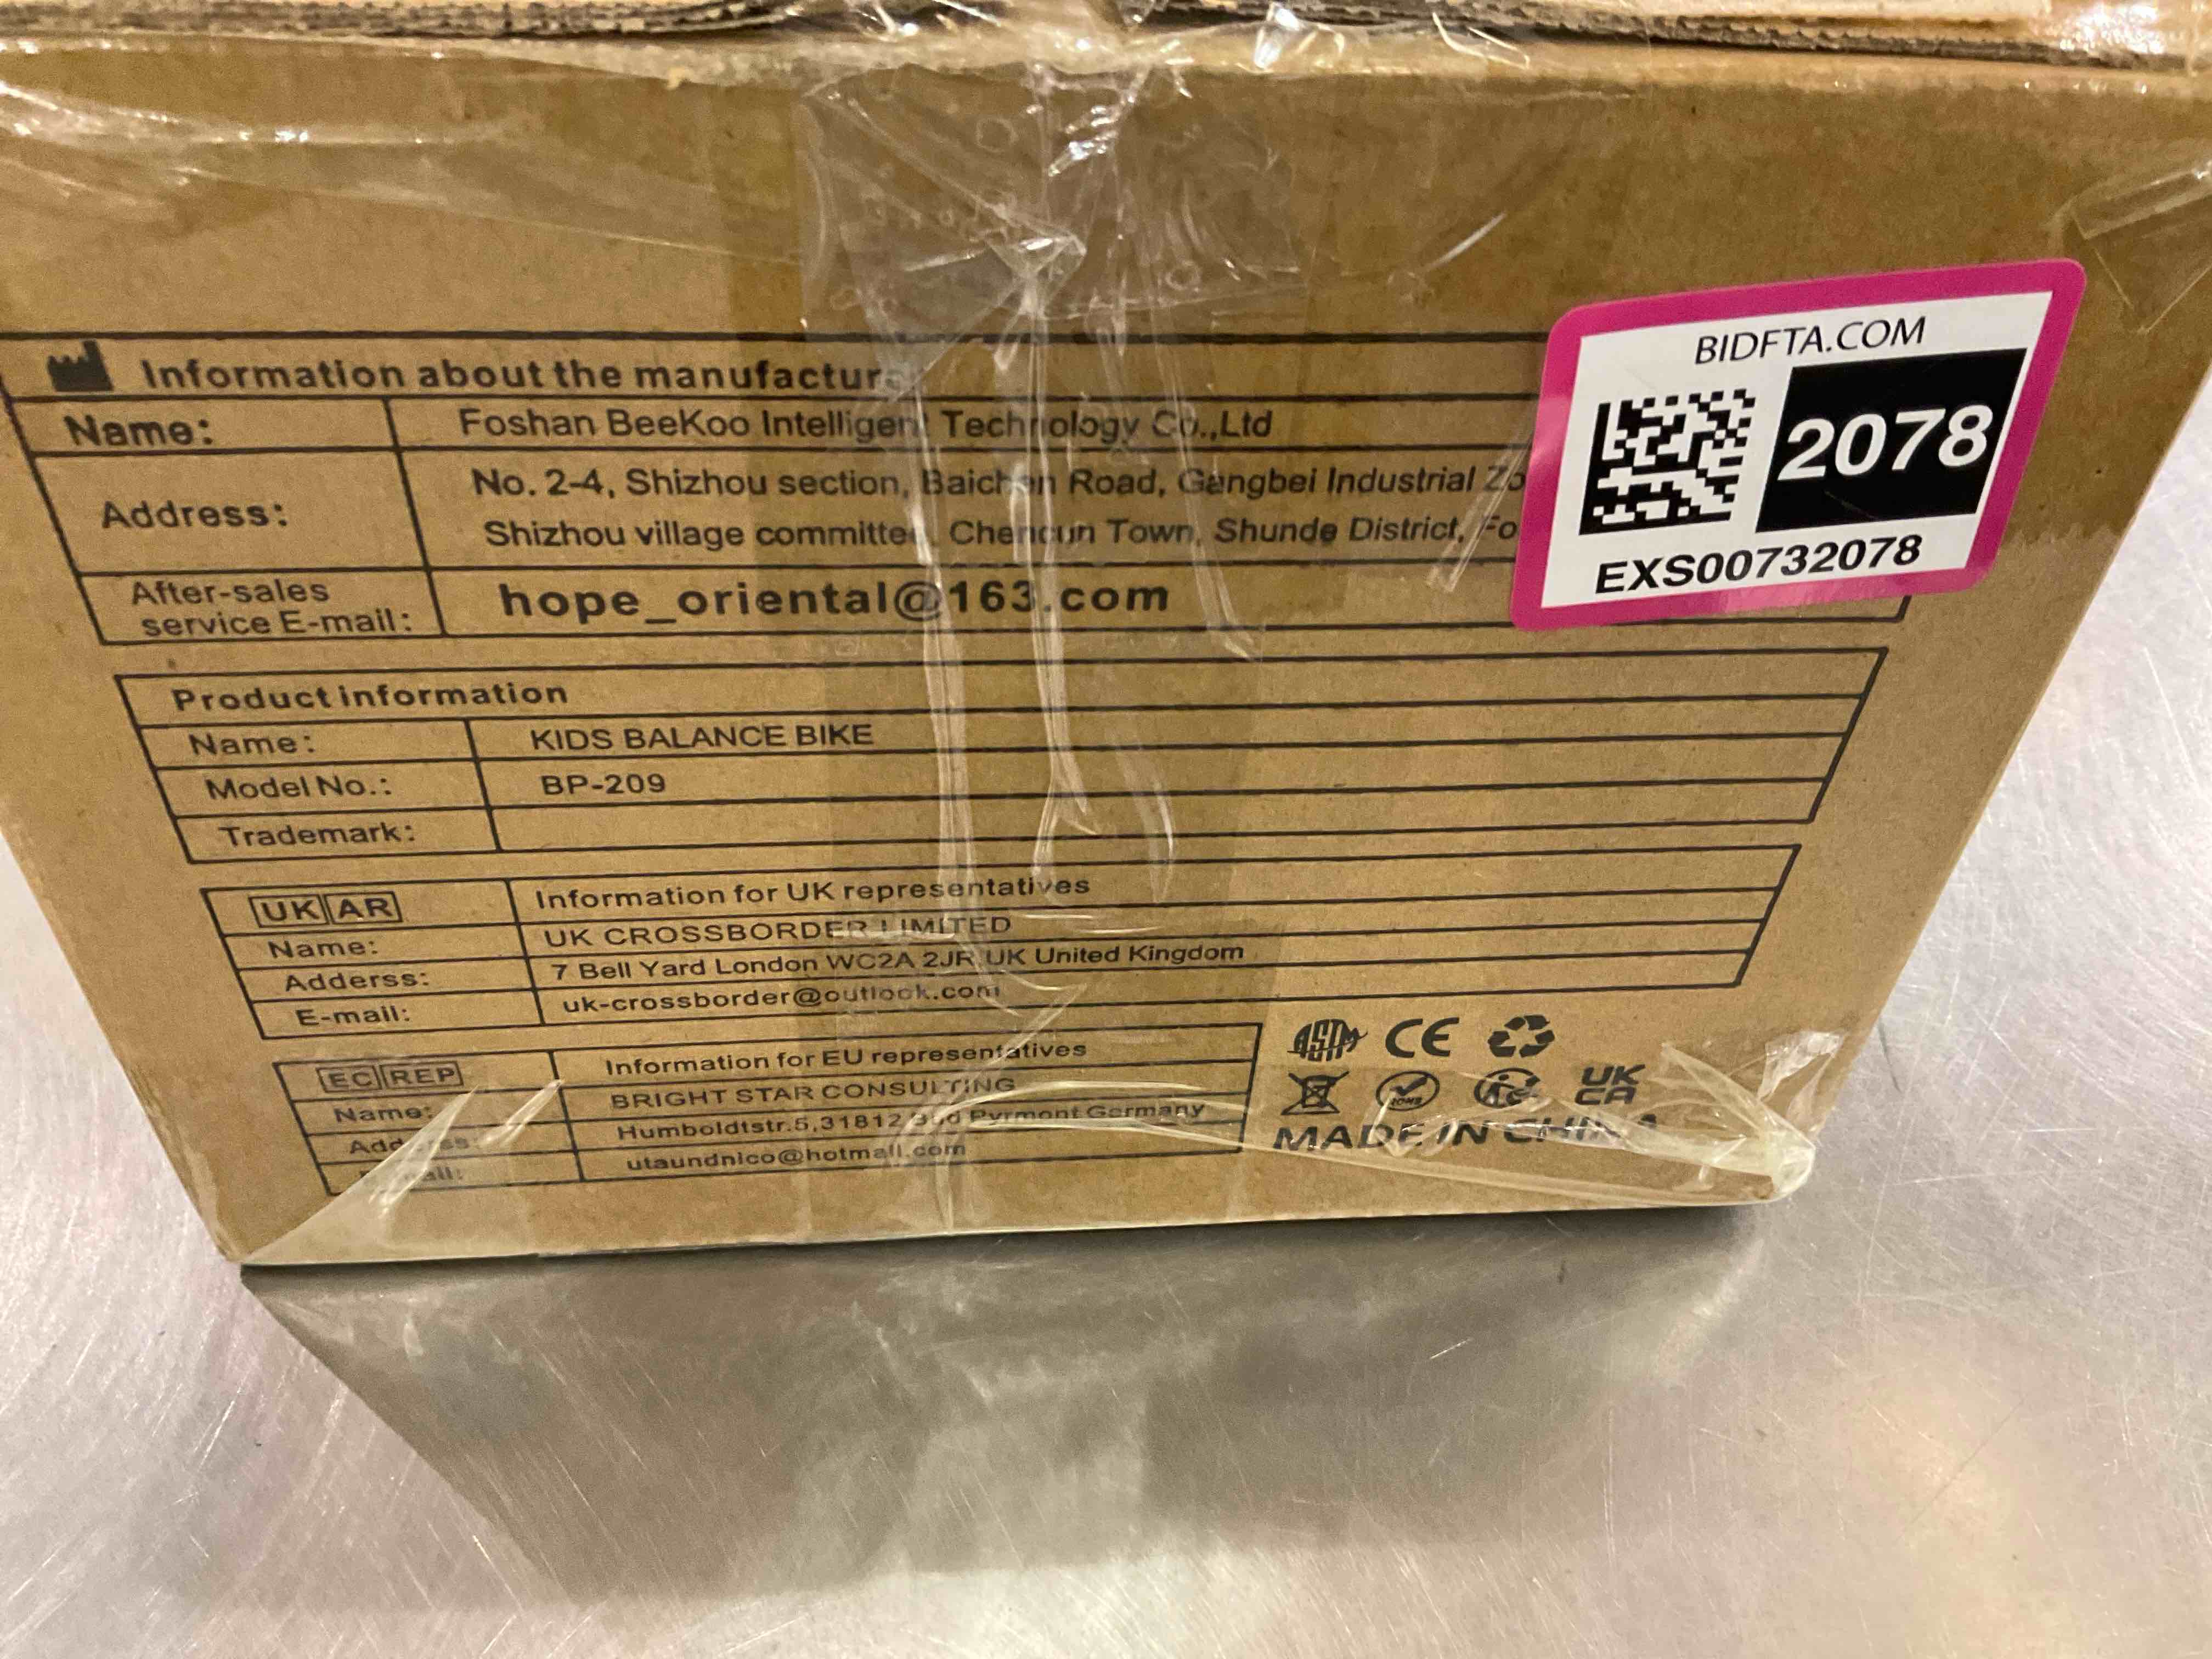 Information about the manufactur
Name: Foshan BeeKoo Intelligent Technology Co.,Ltd
Address: No. 2-4, Shizhou section, Baichen Road, Gangbei Industrial Zo
Shizhou village committee, Chencun Town, Shunde District, Fo
After-sales
service E-mail: hope_oriental@163.com
BIDFTA.COM
2078
EXS00732078
Product information
Name: KIDS BALANCE BIKE
Model No.: BP-209
Trademark:
UK AR Information for UK representatives
Name: UK CROSSBORDER LIMITED
Adderss: 7 Bell Yard London WC2A 2JR UK United Kingdom
E-mail: uk-crossborder@outlook.com
EC REP Information for EU representatives
Name: BRIGHT STAR CONSULTING
Humboldtstr.5,31812 Bad Pyrmont Germany
utaundnico@hotmail.com
ASTM CE
ROHS UK
CA
MADE IN CHINA